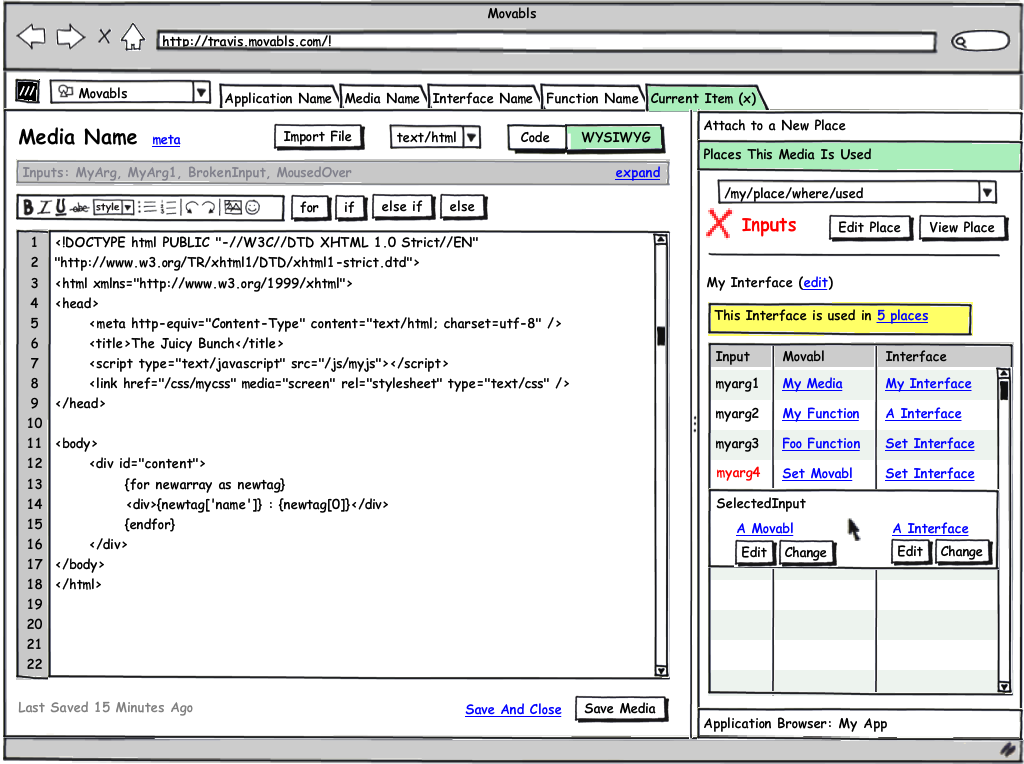 Movabls
http://travis.movabls.com/!
Movabls
Application Name
Media Name
Interface Name
Function Name
Current Item (x)
Media Name meta
Import File
text/html
Code
WYSIWYG
Inputs: MyArg, MyArg1, BrokenInput, MousedOver expand
B I U abc style
for
if
else if
else
1 <!DOCTYPE html PUBLIC "-//W3C//DTD XHTML 1.0 Strict//EN"
2 "http://www.w3.org/TR/xhtml1/DTD/xhtml1-strict.dtd">
3 <html xmlns="http://www.w3.org/1999/xhtml">
4 <head>
5 <meta http-equiv="Content-Type" content="text/html; charset=utf-8" />
6 <title>The Juicy Bunch</title>
7 <script type="text/javascript" src="/js/myjs"></script>
8 <link href="/css/mycss" media="screen" rel="stylesheet" type="text/css" />
9 </head>
10
11 <body>
12 <div id="content">
13 {for newarray as newtag}
14 <div>{newtag['name']} : {newtag[0]}</div>
15 {endfor}
16 </div>
17 </body>
18 </html>
19
20
21
22
Last Saved 15 Minutes Ago
Save And Close
Save Media
Attach to a New Place
Places This Media Is Used
/my/place/where/used
Inputs
Edit Place
View Place
My Interface (edit)
This Interface is used in 5 places
Input Movabl Interface
myarg1 My Media My Interface
myarg2 My Function A Interface
myarg3 Foo Function Set Interface
myarg4 Set Movabl Set Interface
SelectedInput
A Movabl A Interface
Edit Change Edit Change
Application Browser: My App